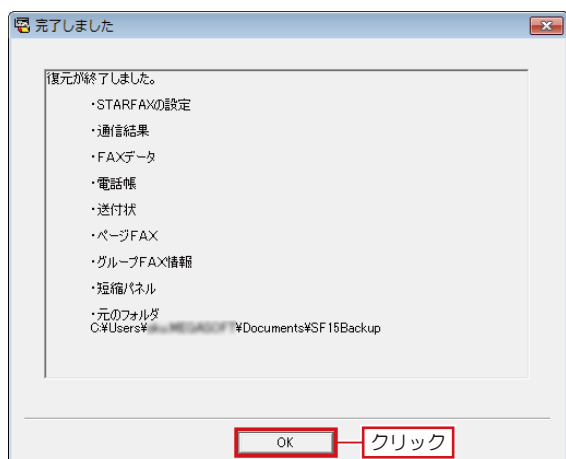 完了しました
復元が終了しました。
・STARFAXの設定
・通信結果
・FAXデータ
・電話帳
・送付状
・ページFAX
・グループFAX情報
・短縮パネル
・元のフォルダ
C:¥Users¥ ¥Documents¥SF15Backup
OK
クリック